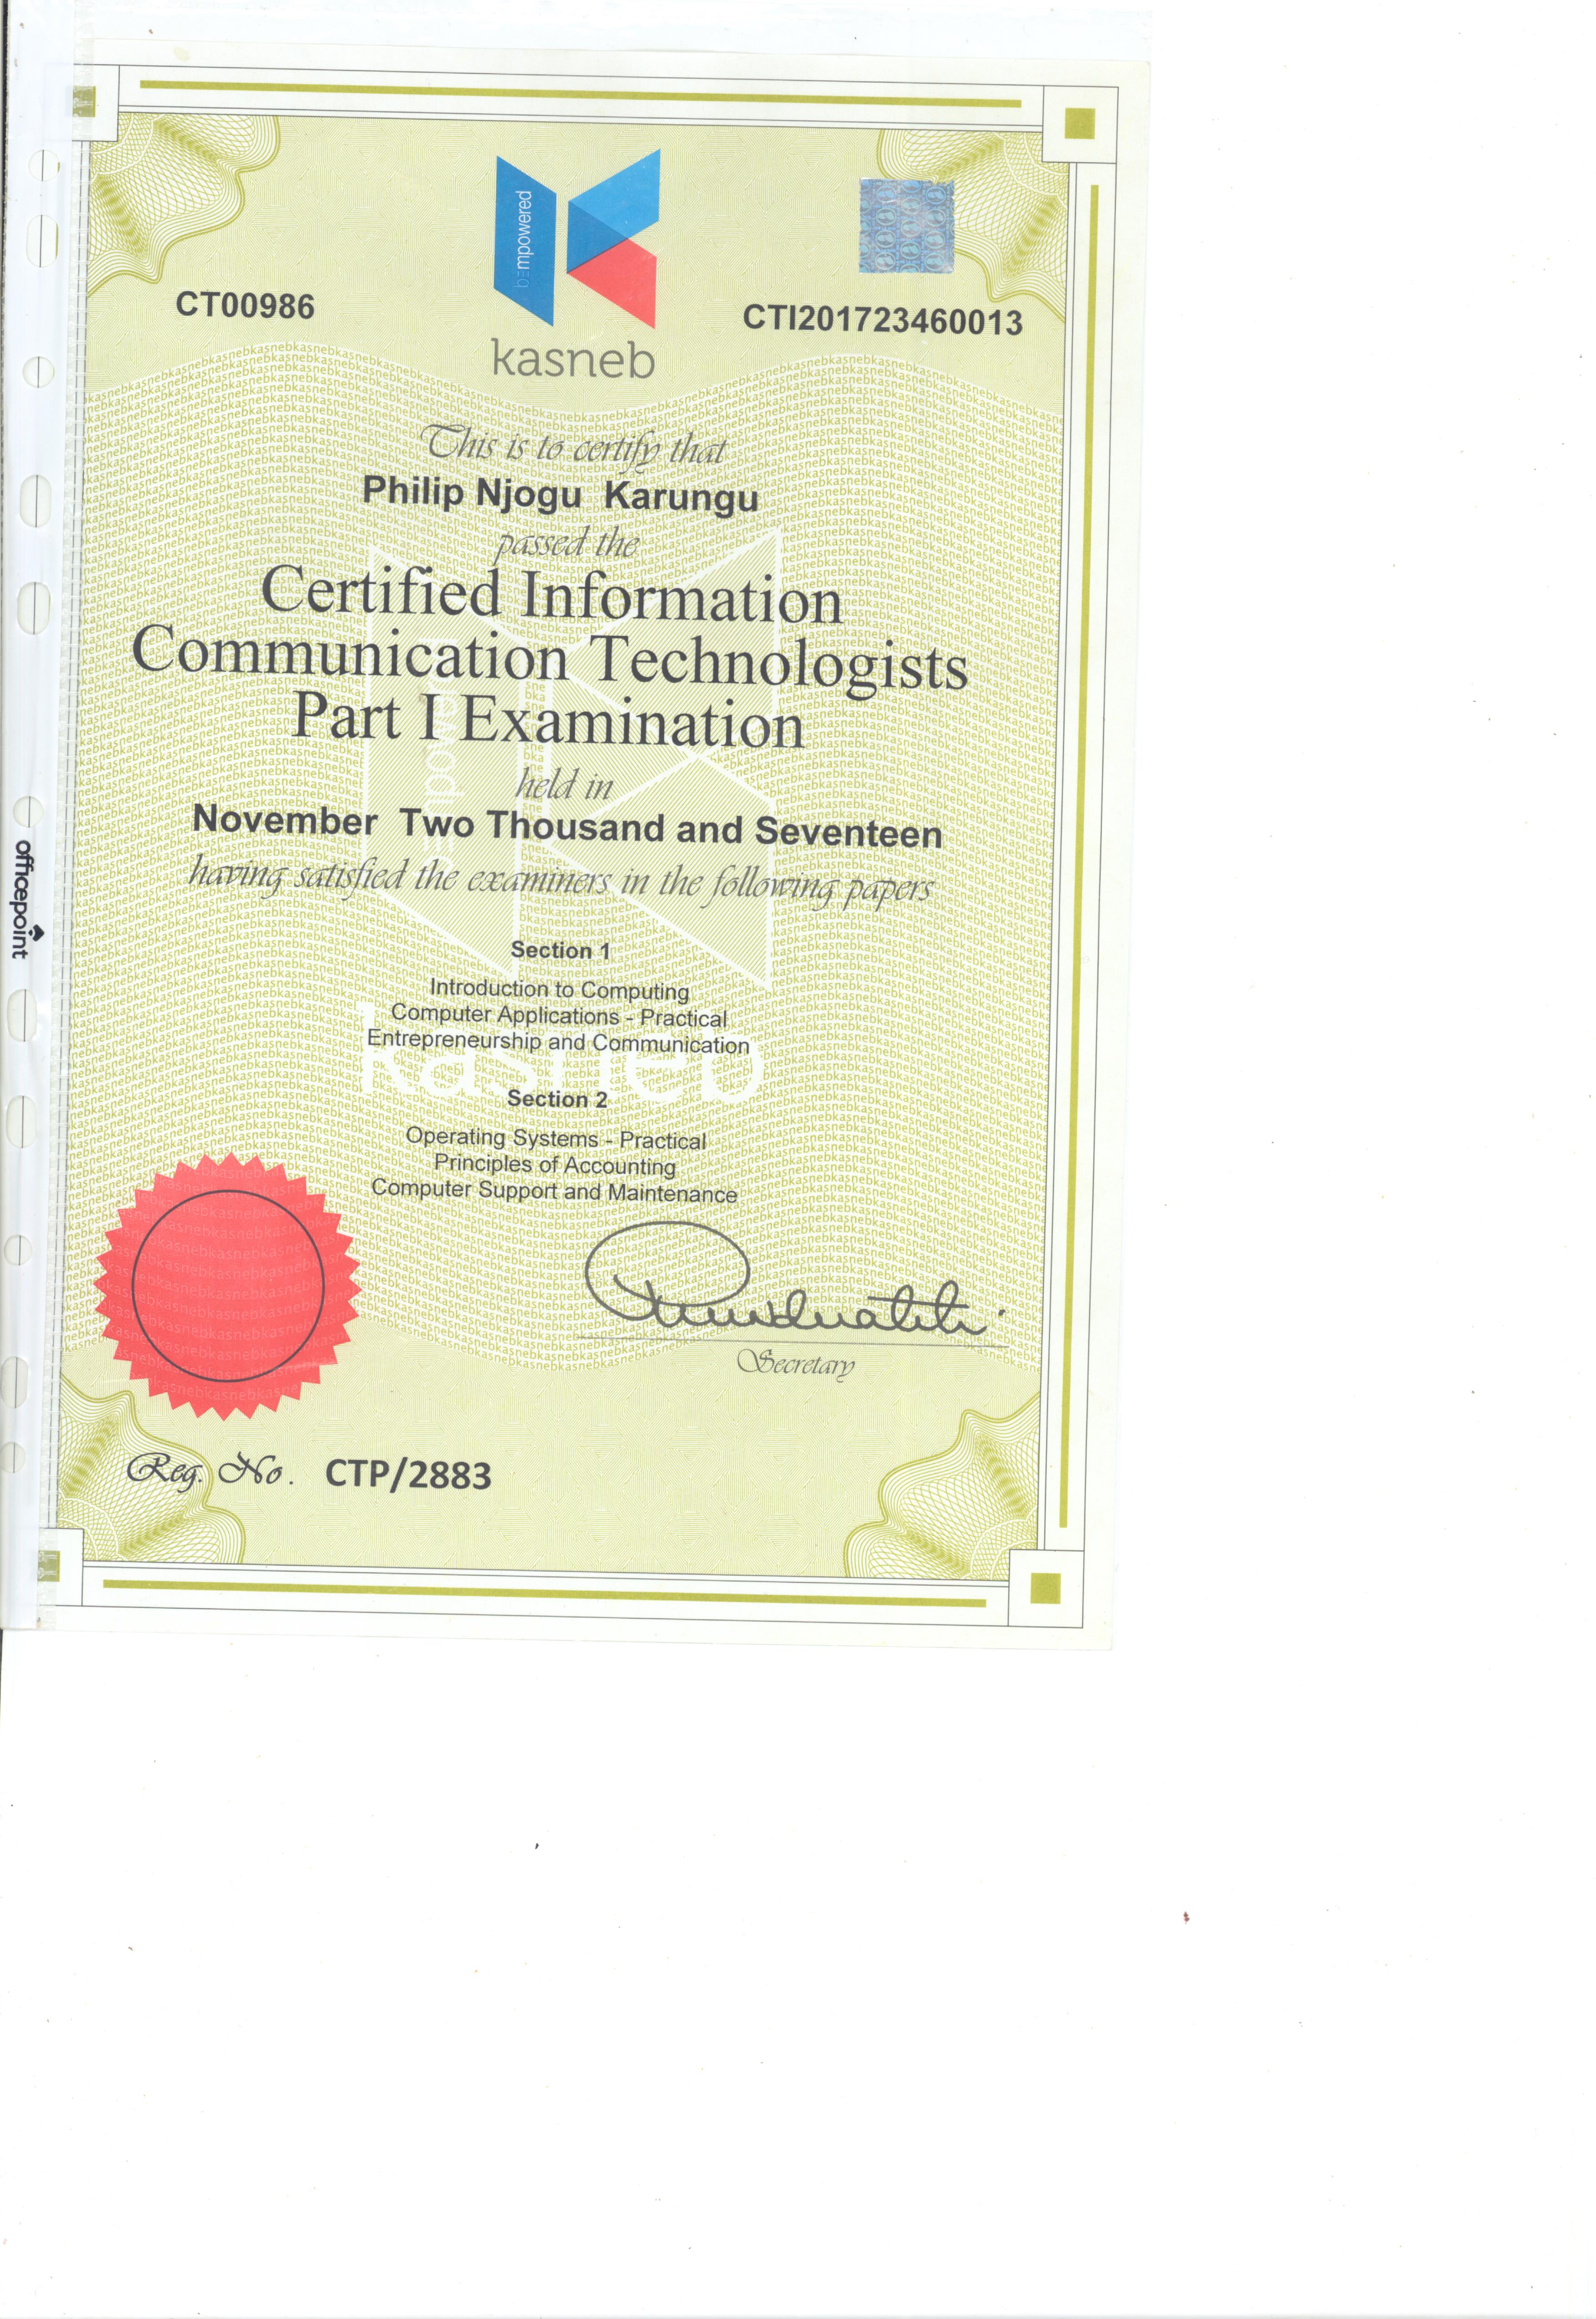 bempowered
CT00986
CTI201723460013
kasneb
This is to certify that
Philip Njogu Karungu
passed the
Certified Information
Communication Technologists
Part I Examination
held in
November Two Thousand and Seventeen
having satisfied the examiners in the following papers
Section 1
Introduction to Computing
Computer Applications - Practical
Entrepreneurship and Communication
Section 2
Operating Systems - Practical
Principles of Accounting
Computer Support and Maintenance
Secretary
Reg. No. CTP/2883
officepoint